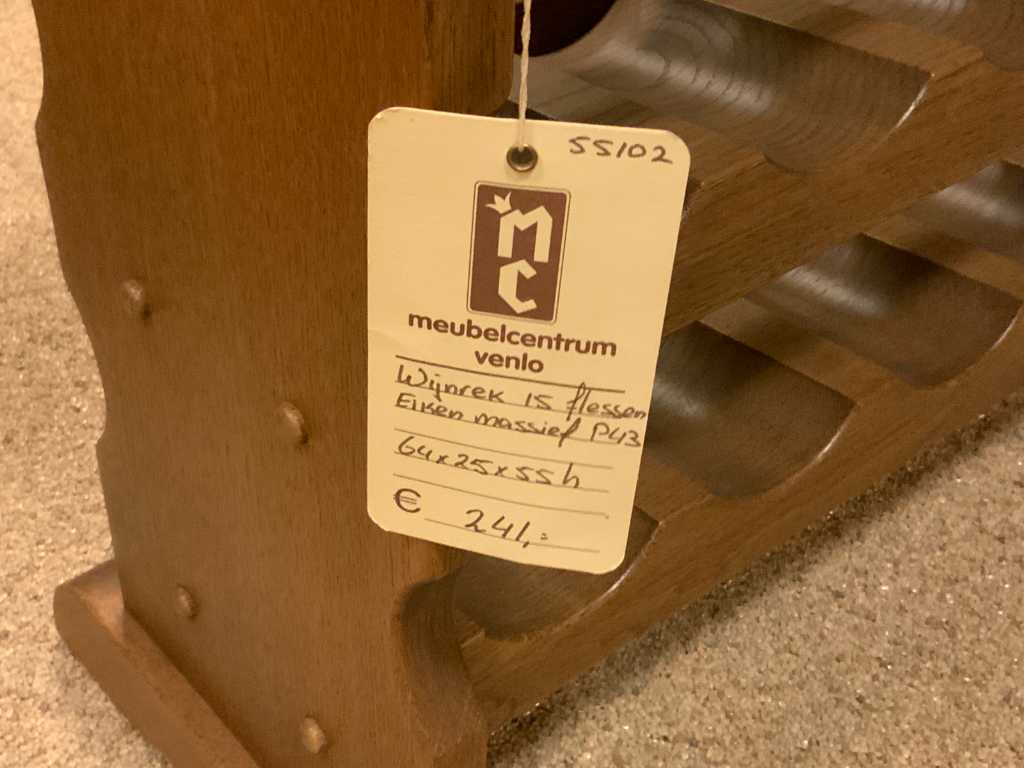 55102
MC
meubelcentrum
venlo
Wijnrek 15 flessen
Eiken massief P43
64x25x55h
€ 241,=